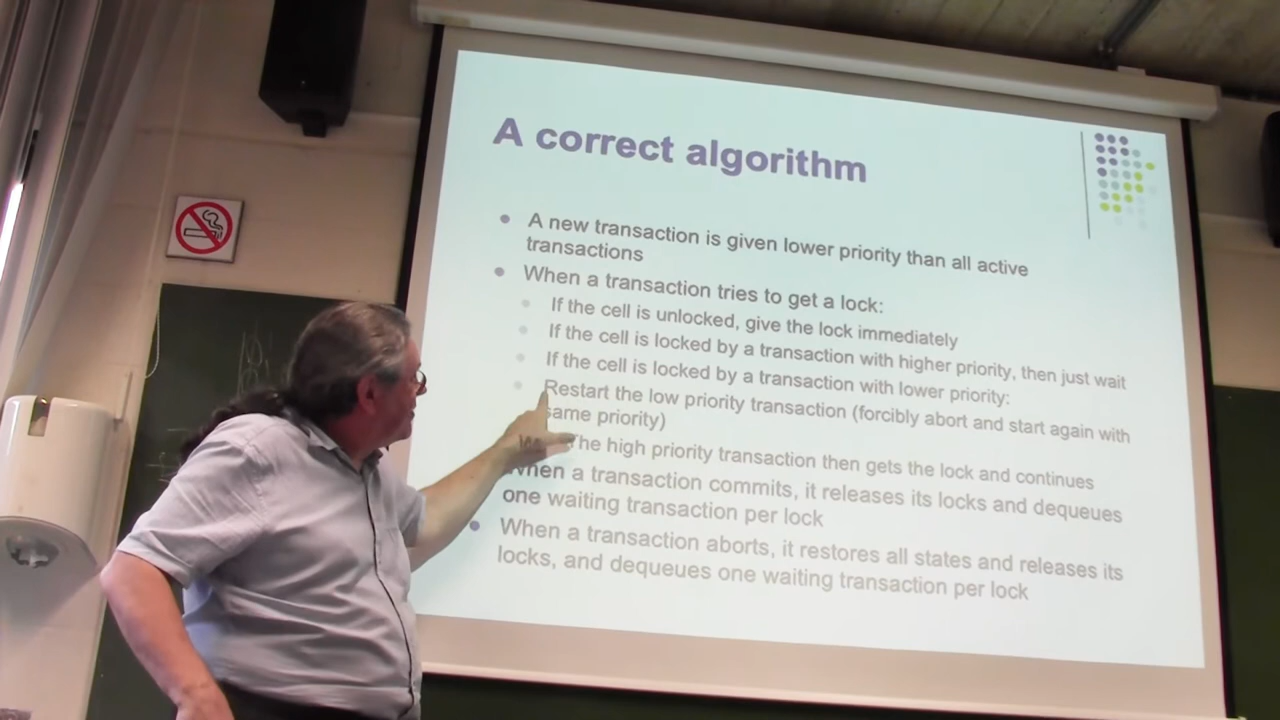 A correct algorithm
A new transaction is given lower priority than all active
transactions
When a transaction tries to get a lock:
If the cell is unlocked, give the lock immediately
If the cell is locked by a transaction with higher priority, then just wait
If the cell is locked by a transaction with lower priority:
Restart the low priority transaction (forcibly abort and start again with
same priority)
The high priority transaction then gets the lock and continues
When a transaction commits, it releases its locks and dequeues
one waiting transaction per lock
When a transaction aborts, it restores all states and releases its
locks, and dequeues one waiting transaction per lock